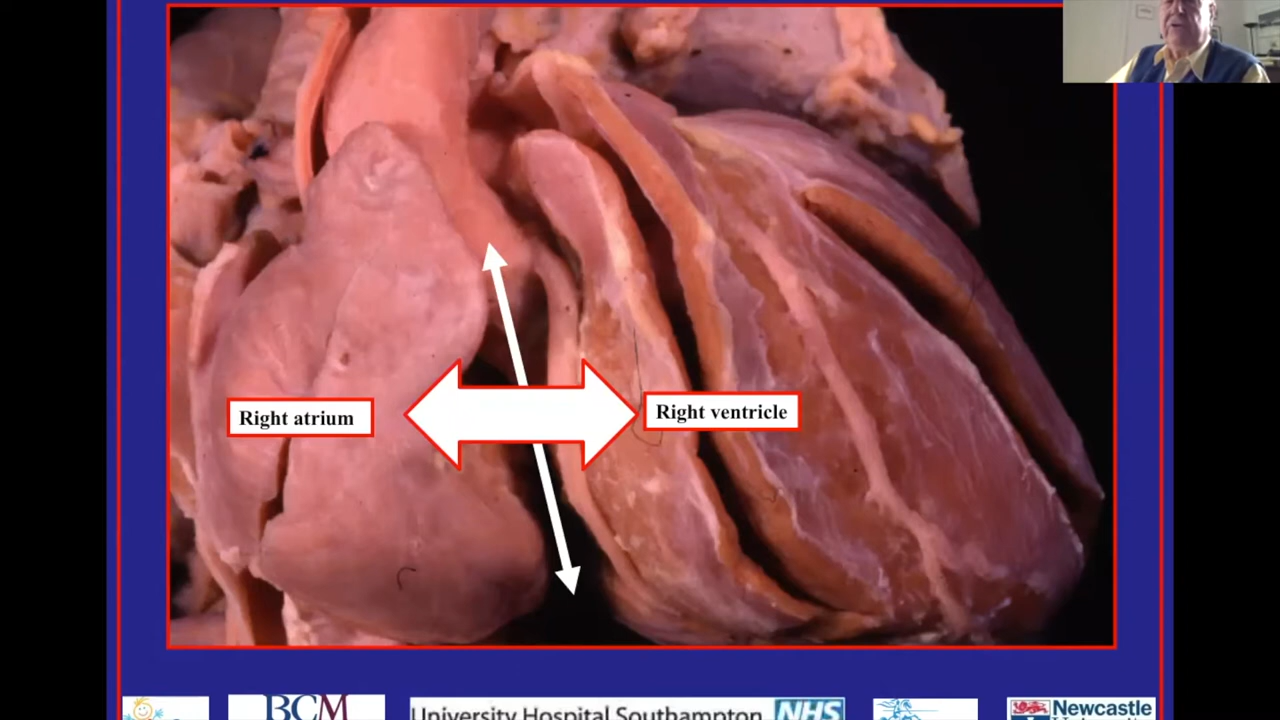 Right atrium
Right ventricle
BCM
University Hospital Southampton
NHS
Newcastle